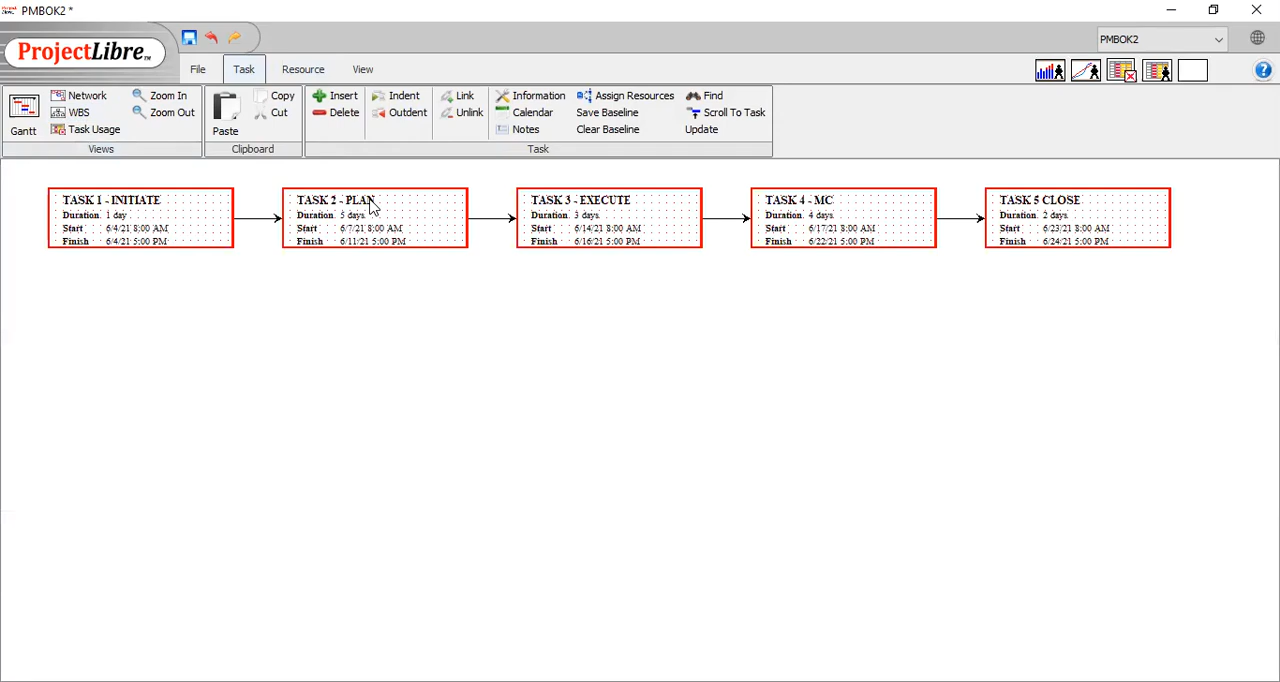 PMBOK2 *
ProjectLibre™
PMBOK2
File Task Resource View
Network Zoom In Copy Insert Indent Link Information Assign Resources Find
WBS Zoom Out Cut Delete Outdent Unlink Calendar Save Baseline Scroll To Task
Gantt Task Usage Paste Notes Clear Baseline Update
Views Clipboard Task
TASK 1 - INITIATE
Duration 1 day
Start 6/4/21 8:00 AM
Finish 6/4/21 5:00 PM
TASK 2 - PLAN
Duration 5 days
Start 6/7/21 8:00 AM
Finish 6/11/21 5:00 PM
TASK 3 - EXECUTE
Duration 3 days
Start 6/14/21 8:00 AM
Finish 6/16/21 5:00 PM
TASK 4 - MC
Duration 4 days
Start 6/17/21 8:00 AM
Finish 6/22/21 5:00 PM
TASK 5 CLOSE
Duration 2 days
Start 6/23/21 8:00 AM
Finish 6/24/21 5:00 PM